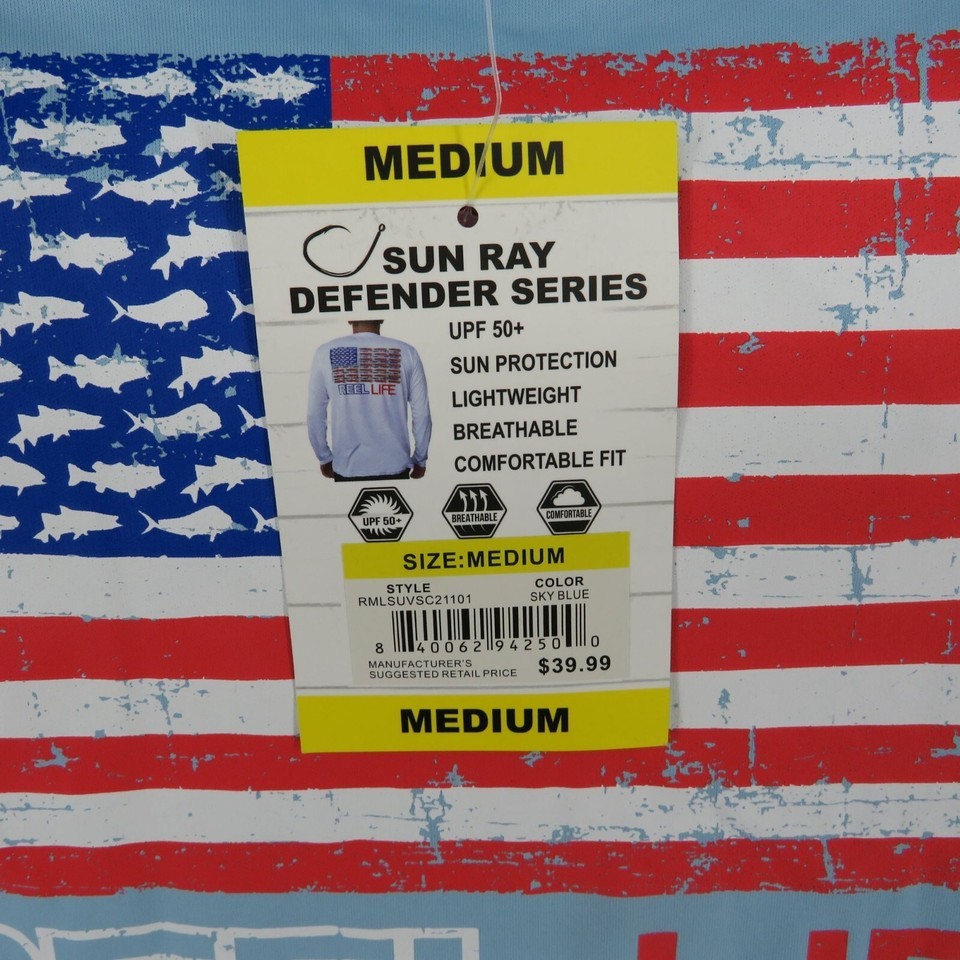 MEDIUM
SUN RAY
DEFENDER SERIES
UPF 50+
SUN PROTECTION
LIGHTWEIGHT
BREATHABLE
COMFORTABLE FIT
REEL LIFE
UPF 50+
BREATHABLE
COMFORTABLE
SIZE:MEDIUM
STYLE COLOR
RMLSUVSC21101 SKY BLUE
8 40062 94250 0
MANUFACTURER'S
SUGGESTED RETAIL PRICE $39.99
MEDIUM